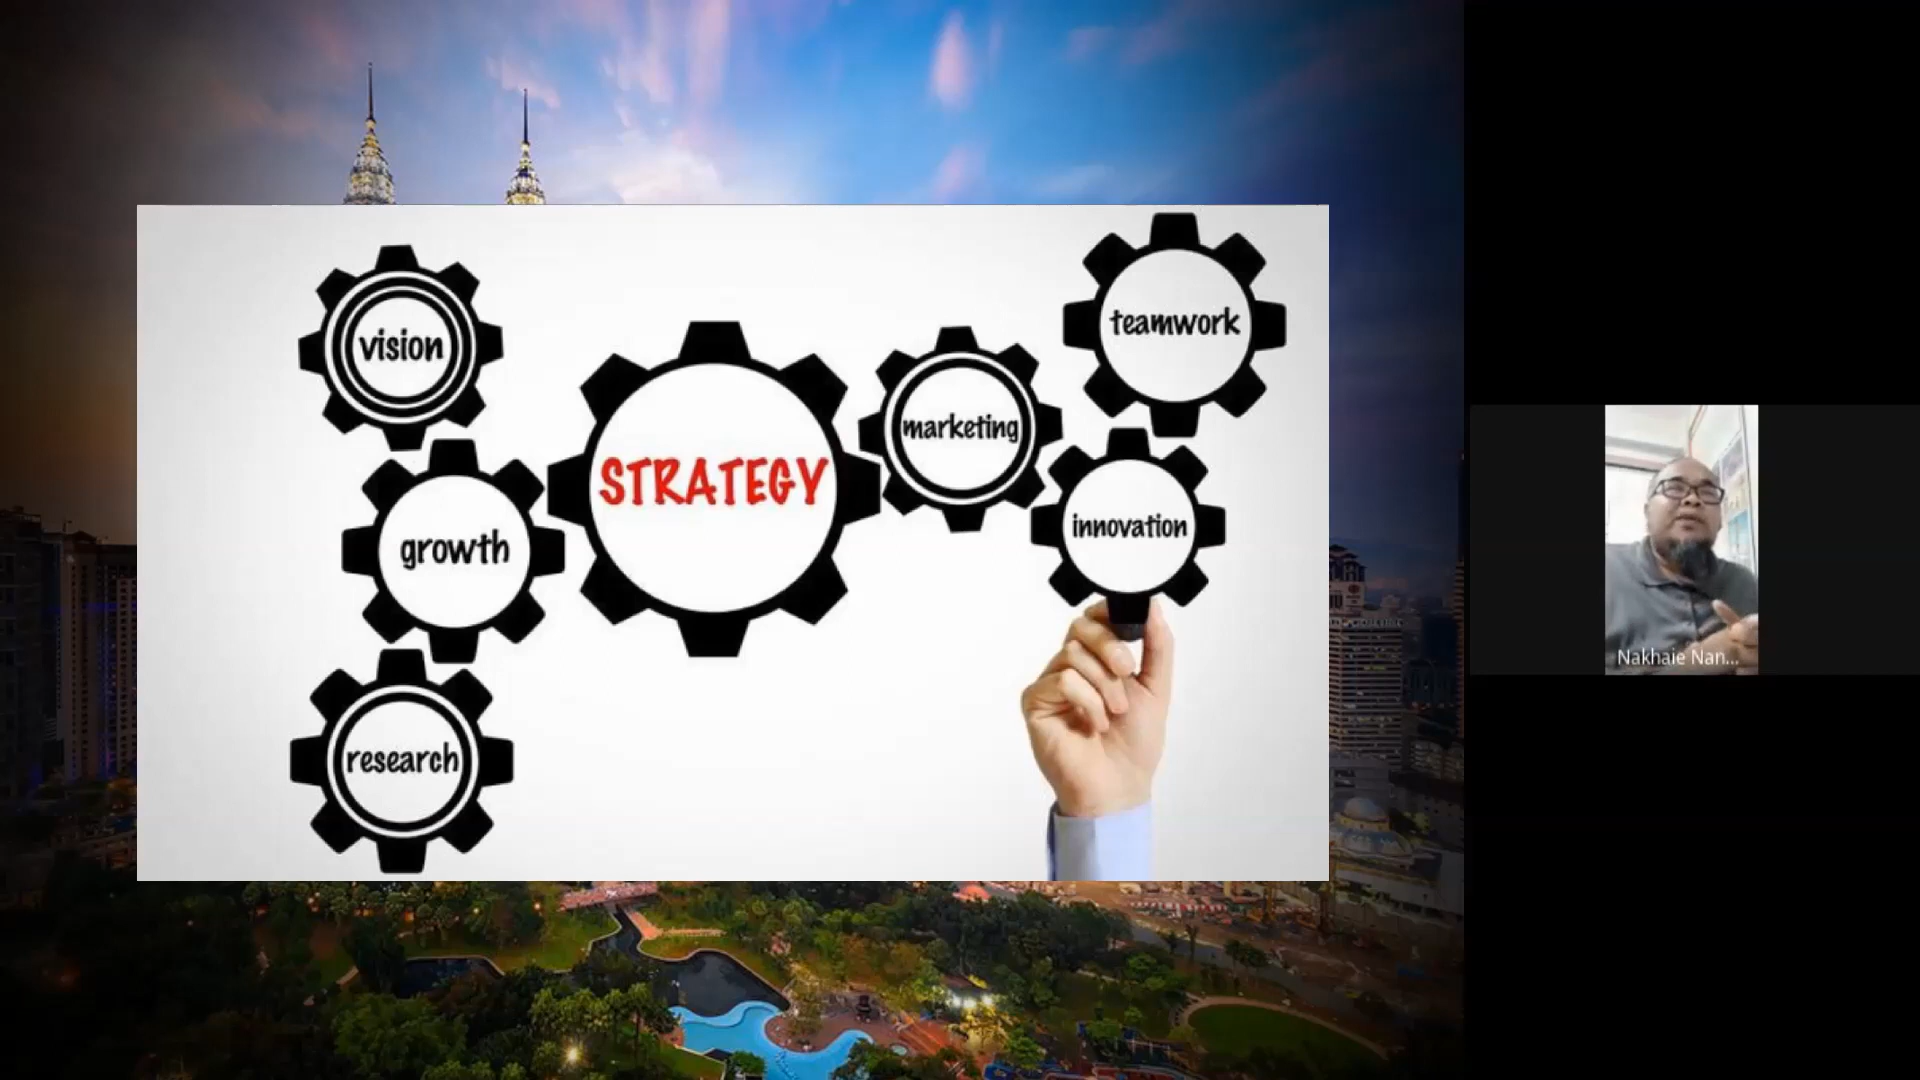 vision
growth
research
STRATEGY
marketing
teamwork
innovation
Nakhaie Nan...